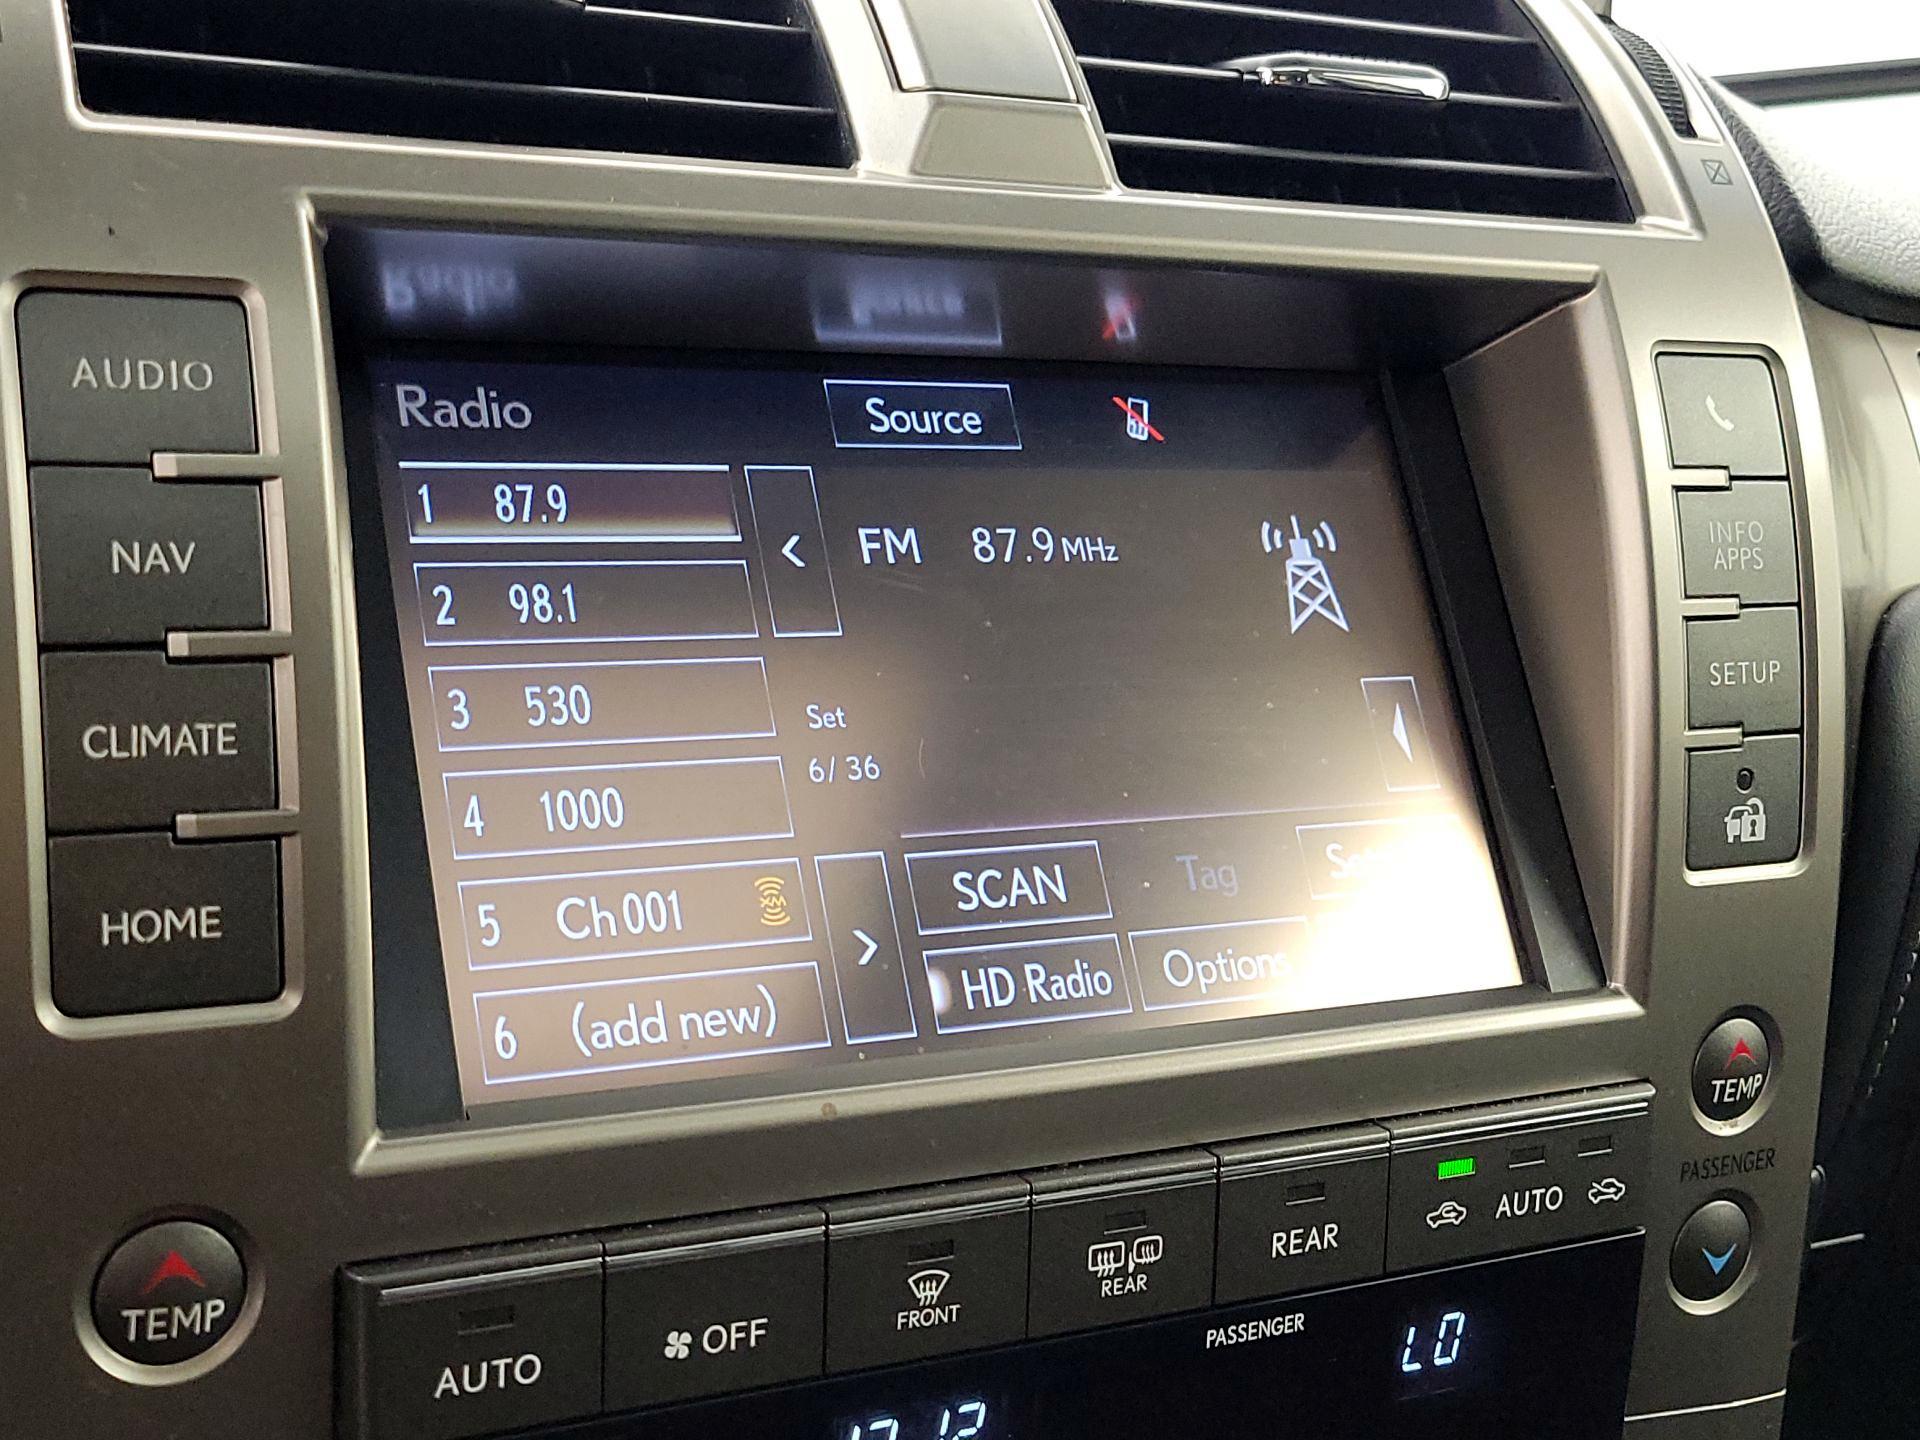 Radio
Source
1 87.9
2 98.1
3 530
4 1000
5 Ch001 XM
6 (add new)
<
>
FM 87.9 MHz
Set
6/ 36
SCAN
Tag
HD Radio
Options
AUDIO
NAV
CLIMATE
HOME
INFO
APPS
SETUP
TEMP
PASSENGER
TEMP
AUTO
OFF
FRONT
REAR
REAR
AUTO
PASSENGER
LO